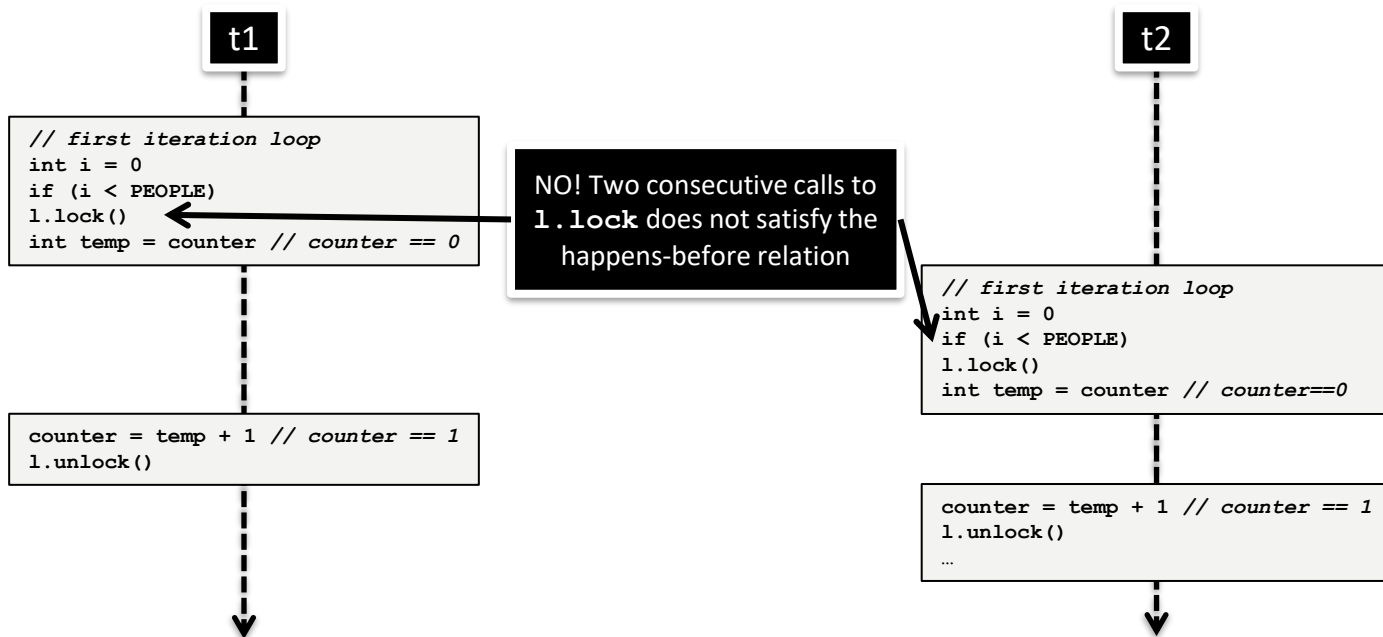 t1
t2
// first iteration loop
int i = 0
if (i < PEOPLE)
l.lock()
int temp = counter // counter == 0
NO! Two consecutive calls to
l.lock does not satisfy the
happens-before relation
// first iteration loop
int i = 0
if (i < PEOPLE)
l.lock()
int temp = counter // counter==0
counter = temp + 1 // counter == 1
l.unlock()
counter = temp + 1 // counter == 1
l.unlock()
…